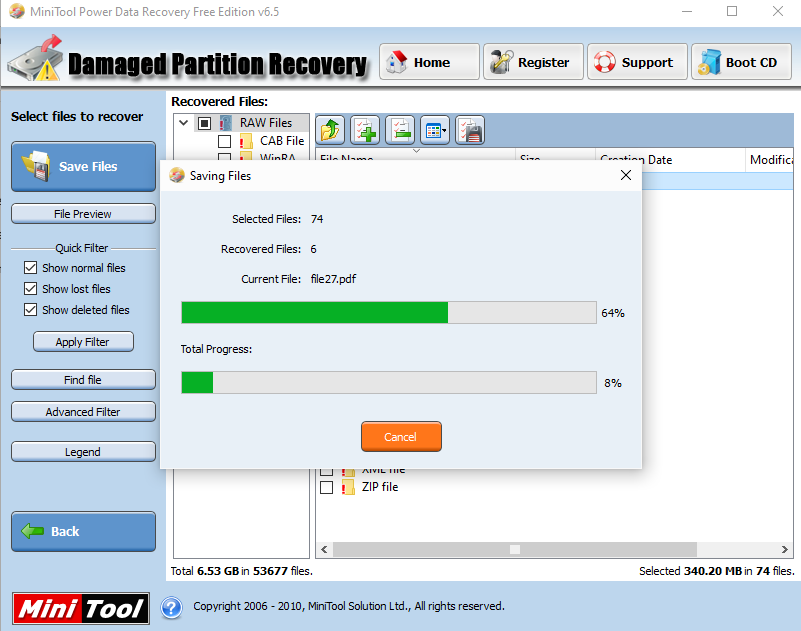 MiniTool Power Data Recovery Free Edition v6.5
Damaged Partition Recovery
Home
Register
Support
Boot CD
Select files to recover
Save Files
File Preview
Quick Filter
Show normal files
Show lost files
Show deleted files
Apply Filter
Find file
Advanced Filter
Legend
Back
Recovered Files:
RAW Files
CAB File
WinRA
File Name
Size
Creation Date
Modifica
Saving Files
Selected Files: 74
Recovered Files: 6
Current File: file27.pdf
64%
Total Progress:
8%
Cancel
XML file
ZIP file
Total 6.53 GB in 53677 files.
Selected 340.20 MB in 74 files.
Mini Tool
Copyright 2006 - 2010, MiniTool Solution Ltd., All rights reserved.